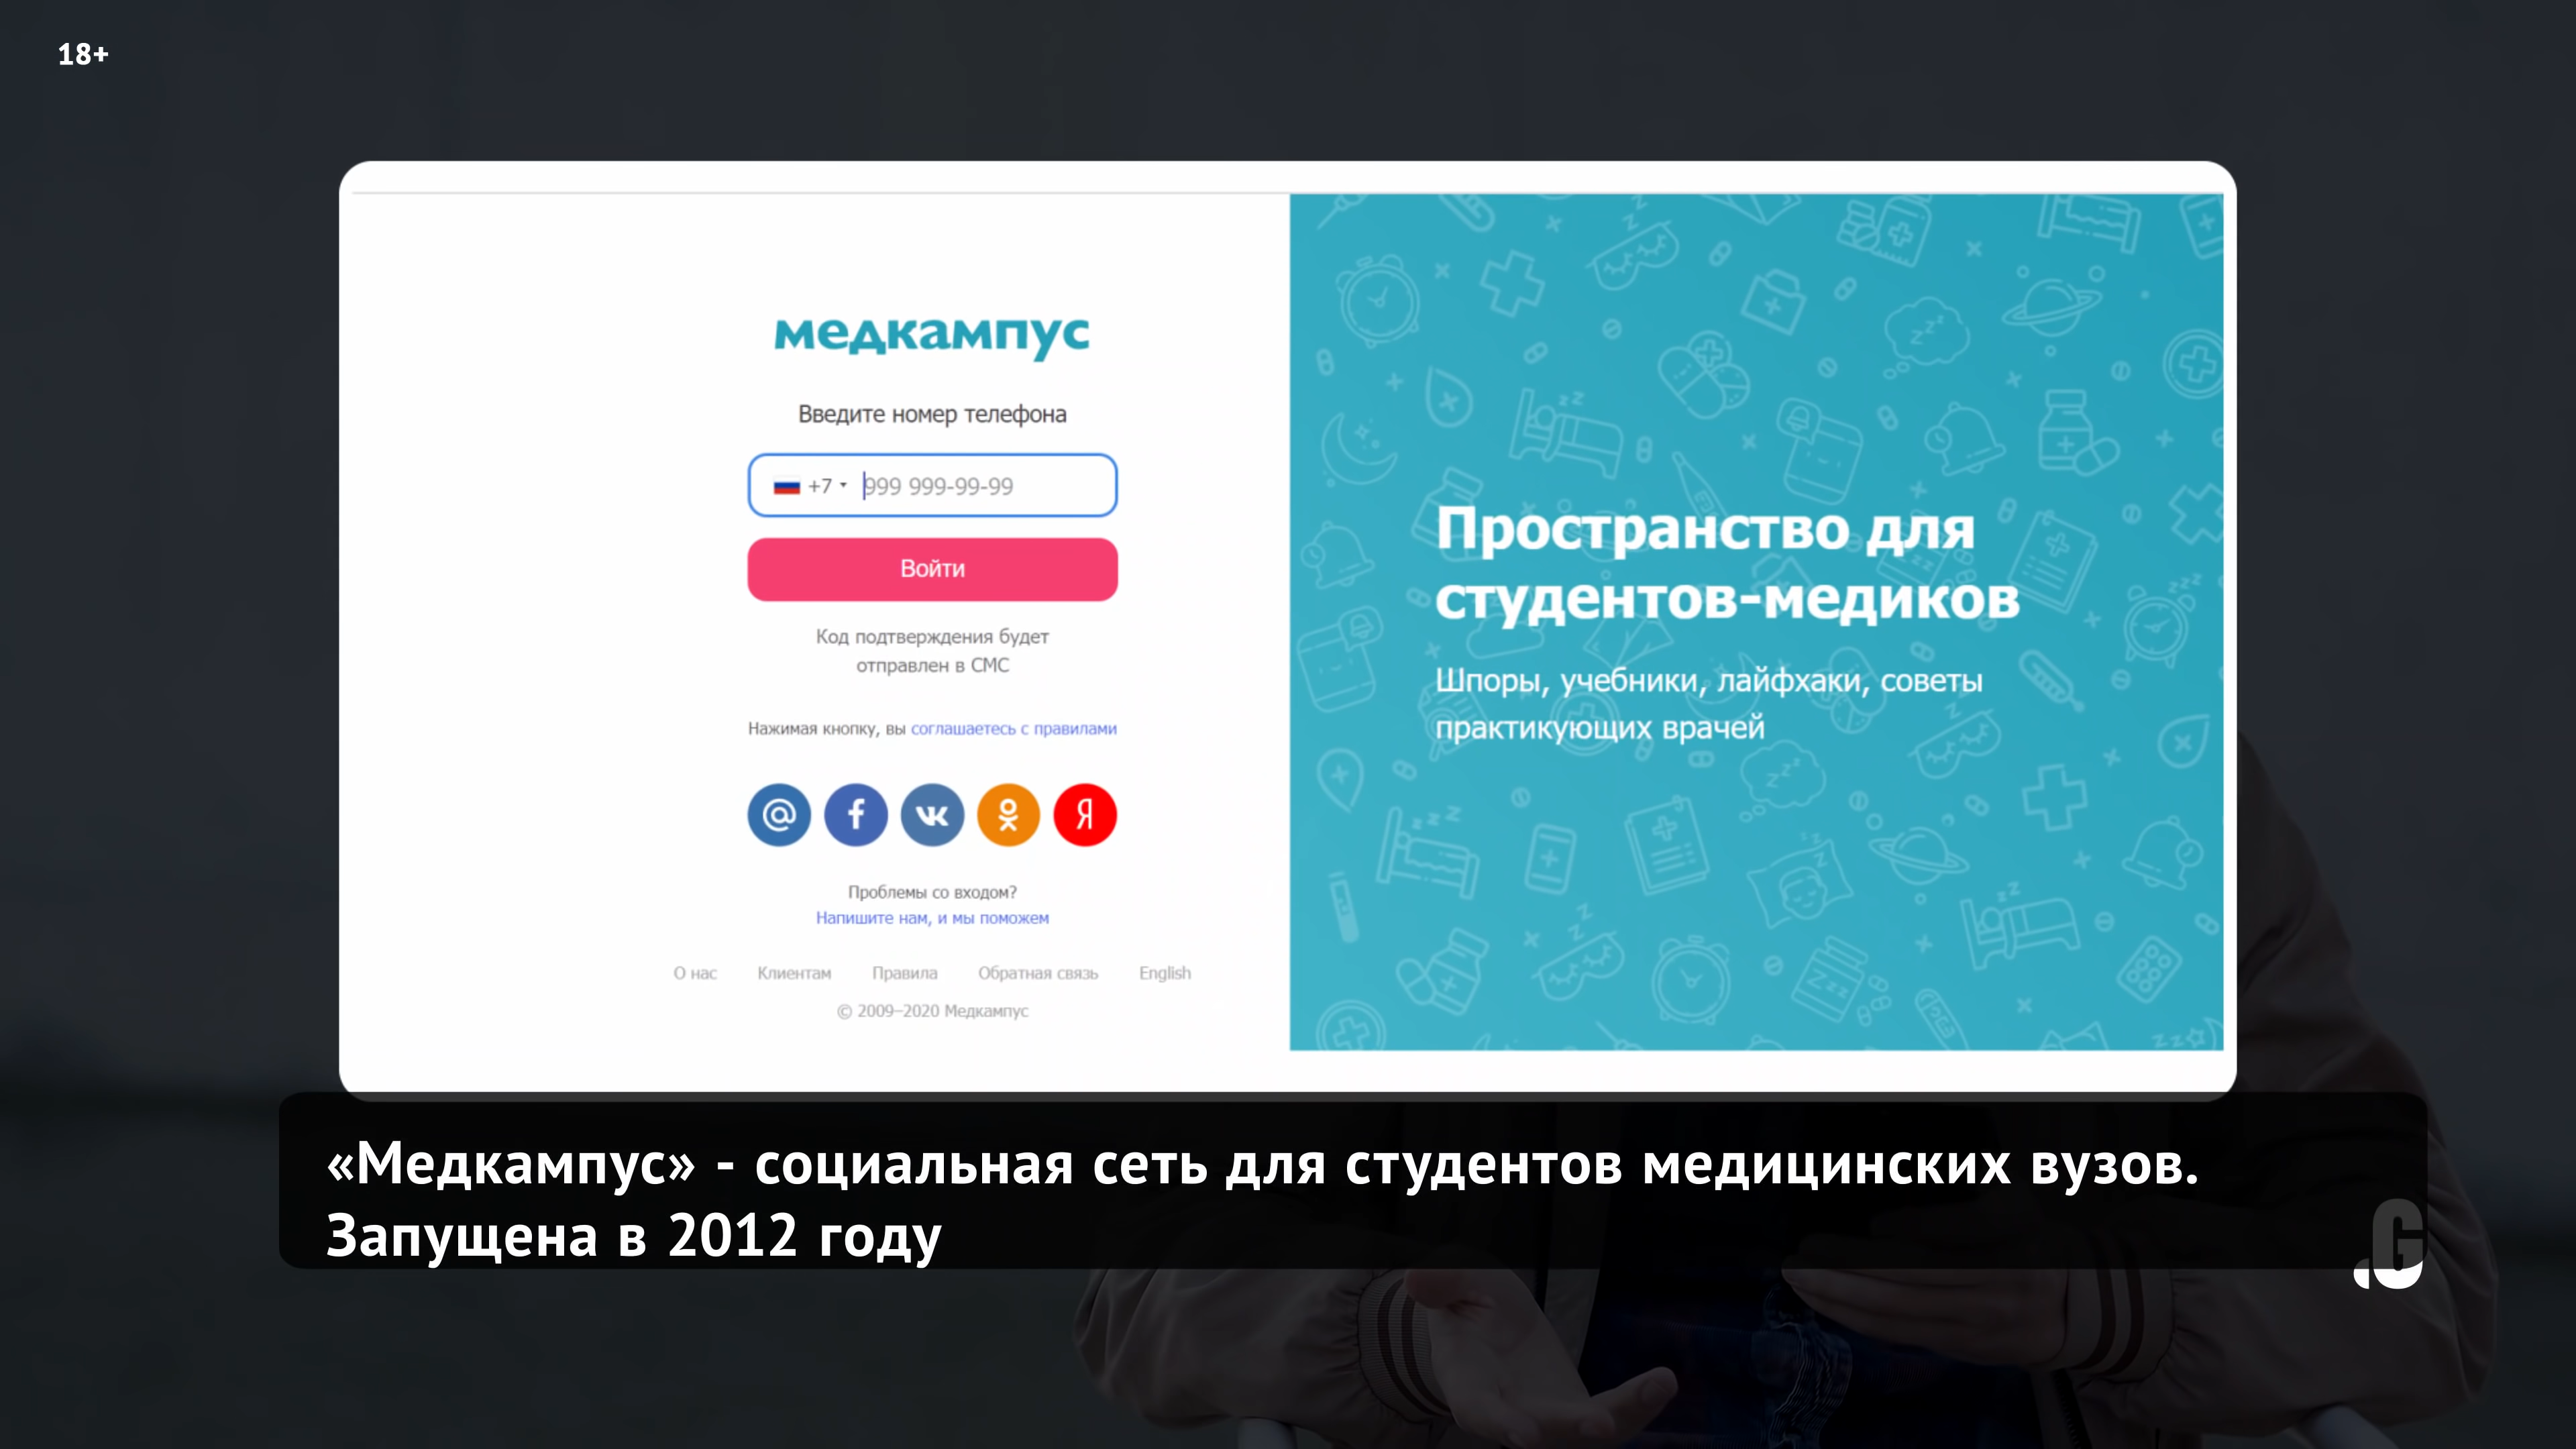 18+
медкампус
Введите номер телефона
+7 999 999-99-99
Войти
Код подтверждения будет
отправлен в СМС
Нажимая кнопку, вы соглашаетесь с правилами
@ f VK Я
Проблемы со входом?
Напишите нам, и мы поможем
О нас Клиентам Правила Обратная связь English
© 2009–2020 Медкампус
Пространство для
студентов-медиков
Шпоры, учебники, лайфхаки, советы
практикующих врачей
«Медкампус» - социальная сеть для студентов медицинских вузов.
Запущена в 2012 году
.G